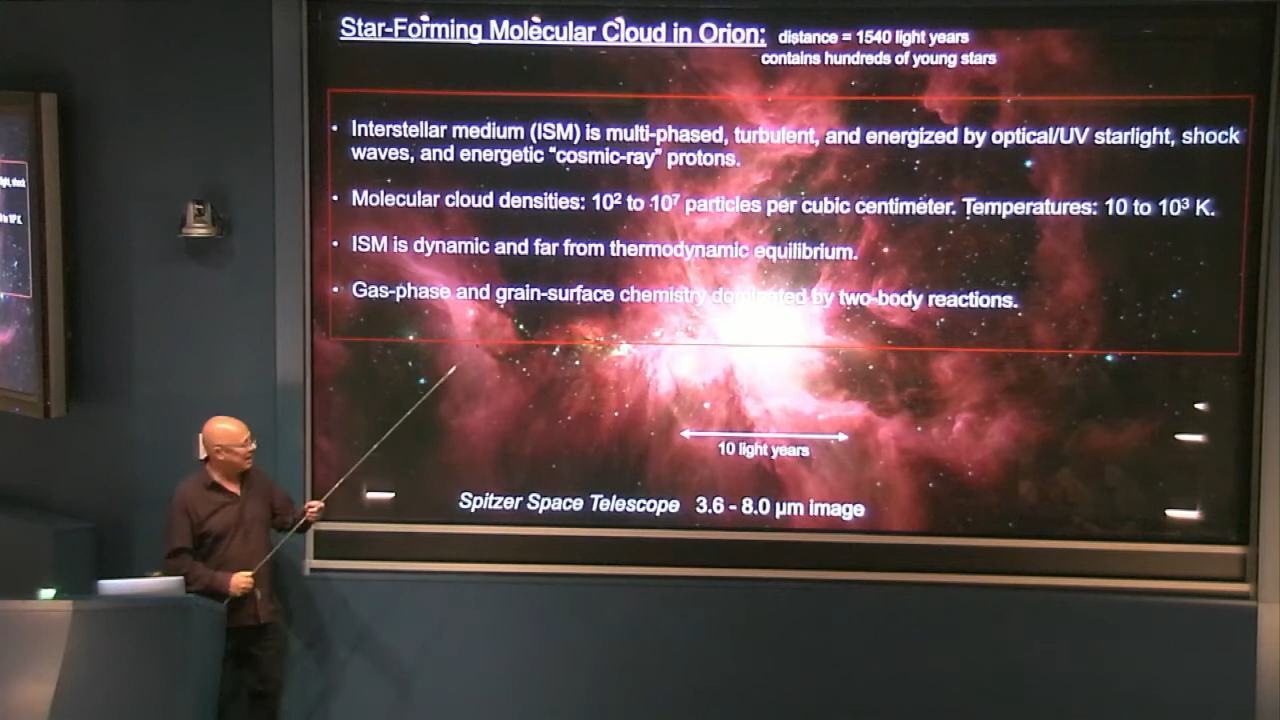 Star-Forming Molecular Cloud in Orion: distance = 1540 light years
contains hundreds of young stars
• Interstellar medium (ISM) is multi-phased, turbulent, and energized by optical/UV starlight, shock
waves, and energetic “cosmic-ray” protons.
• Molecular cloud densities: 10² to 10⁷ particles per cubic centimeter. Temperatures: 10 to 10³ K.
• ISM is dynamic and far from thermodynamic equilibrium.
• Gas-phase and grain-surface chemistry dominated by two-body reactions.
10 light years
Spitzer Space Telescope 3.6 - 8.0 μm image